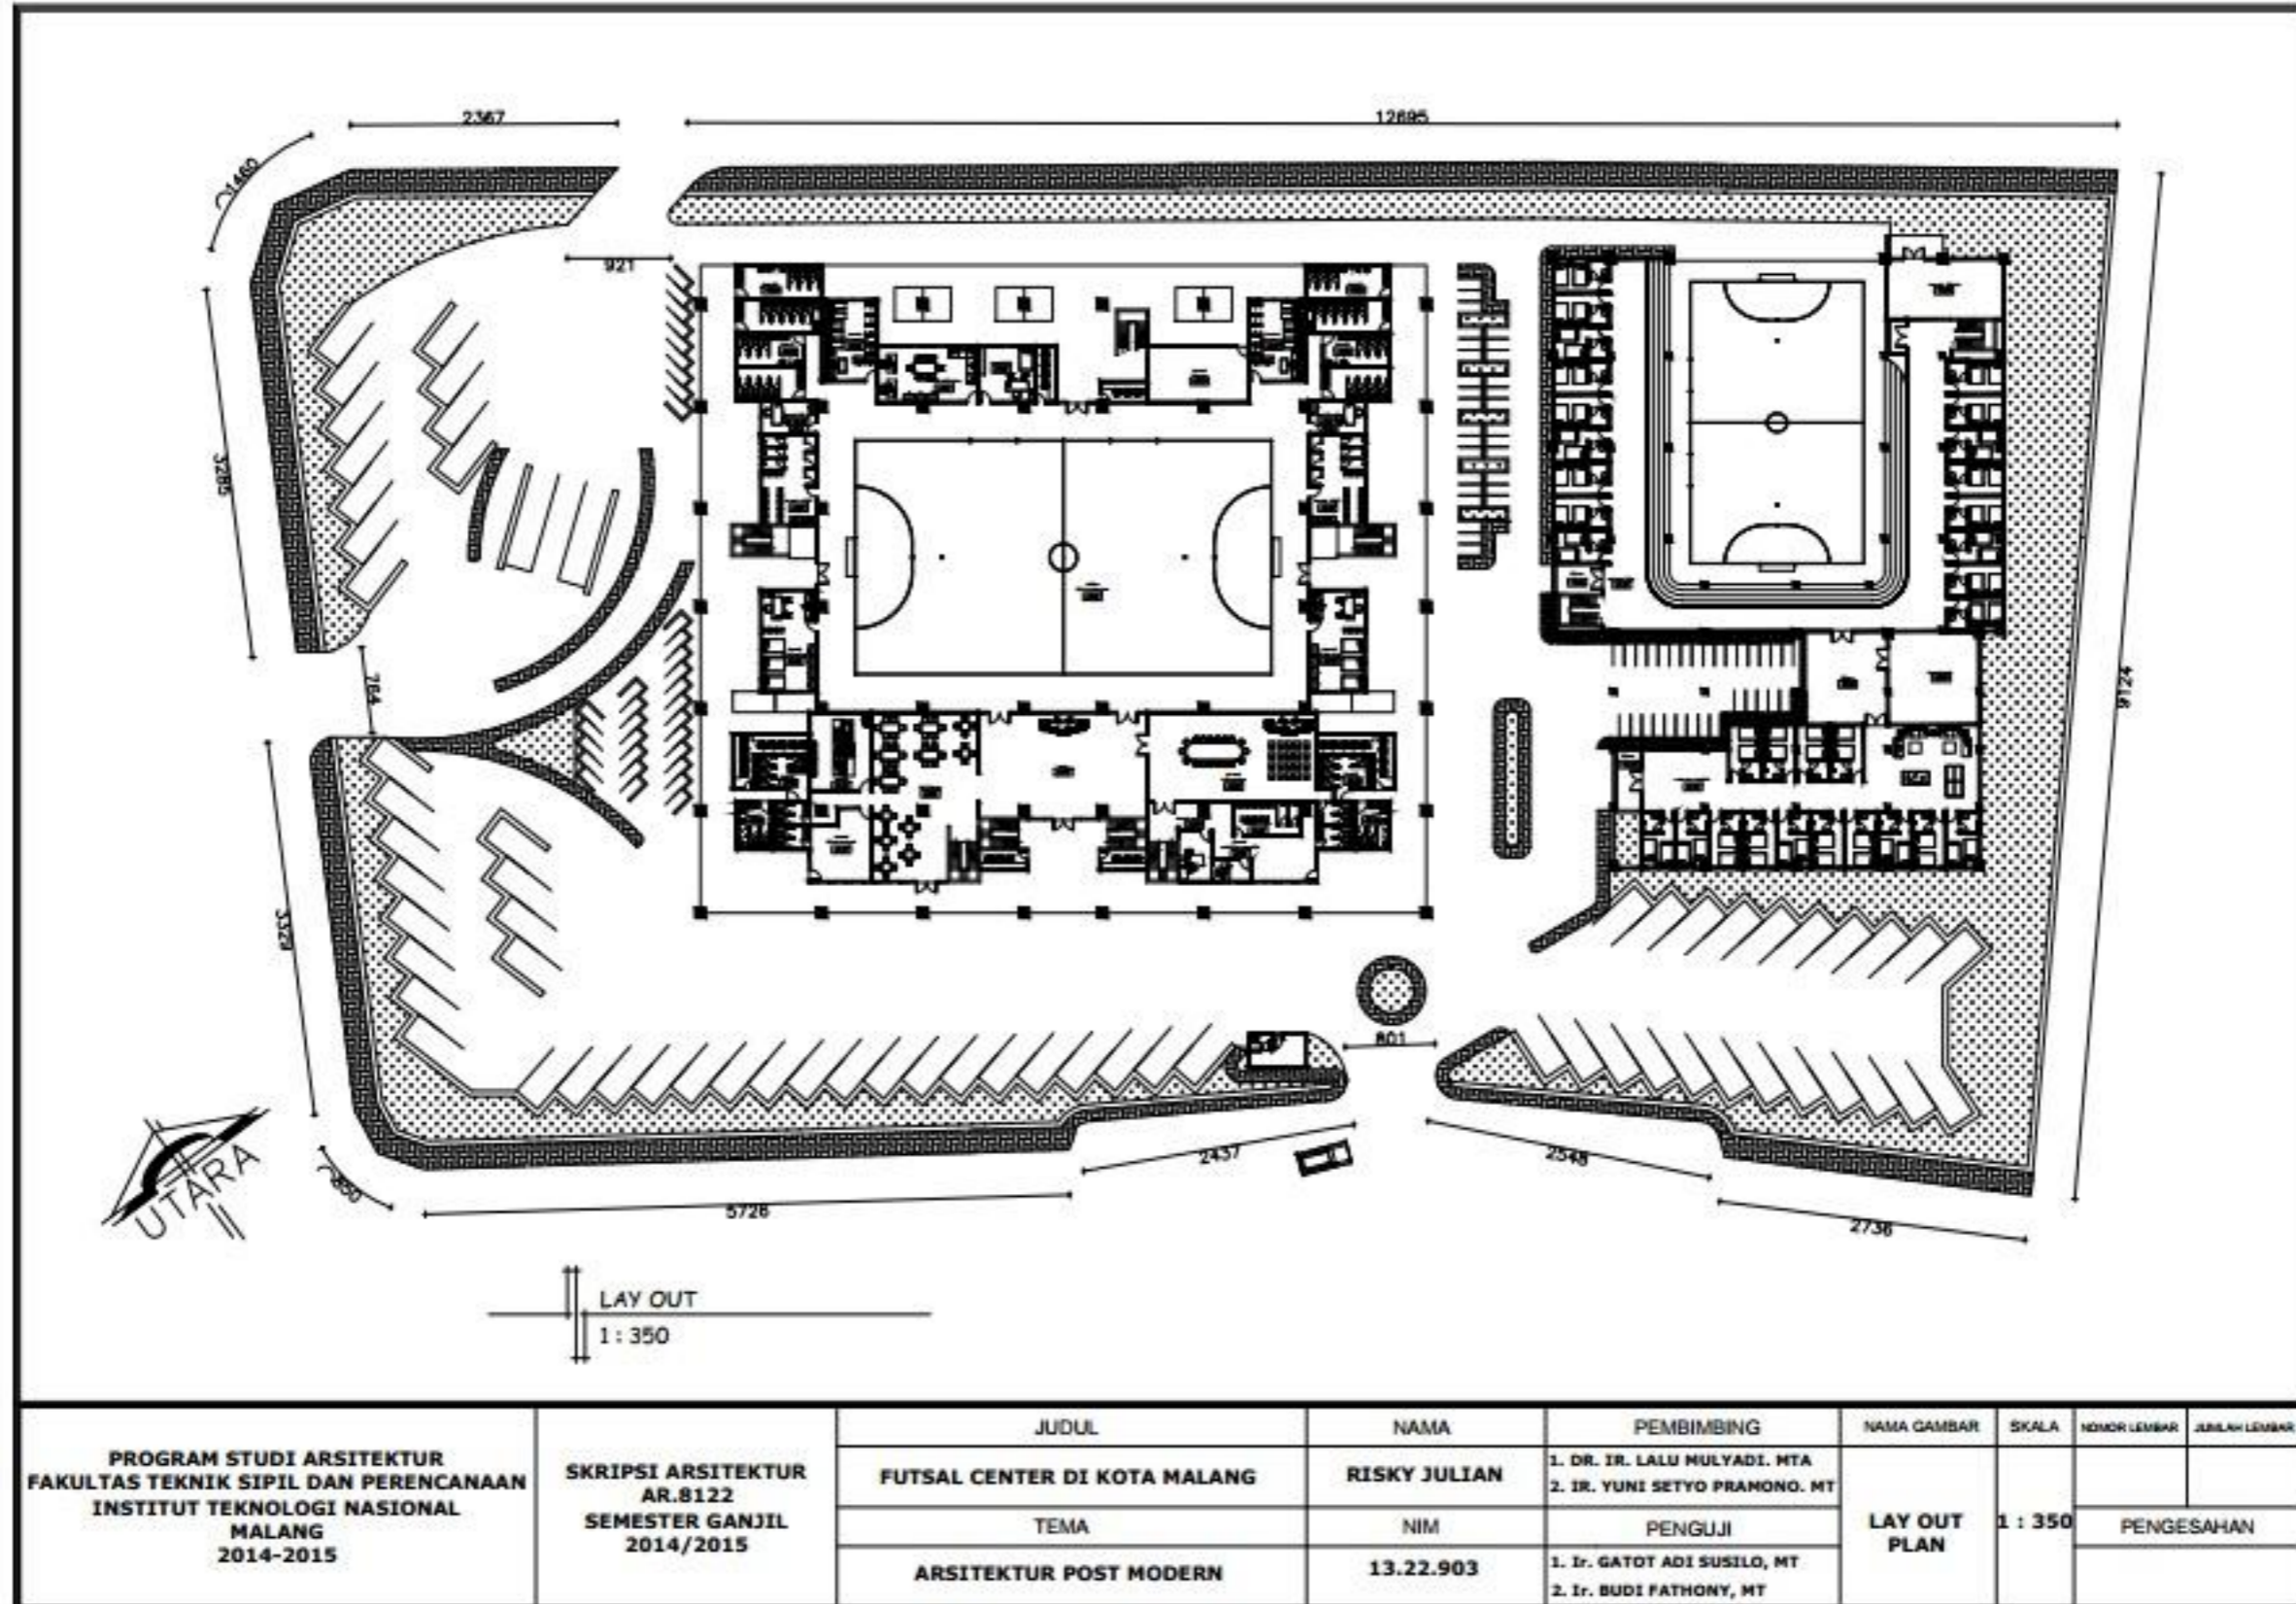 2367
12695
1460
921
3285
764
9124
3329
801
2437
2548
850
5726
2736
UTARA
LAY OUT
1 : 350
PROGRAM STUDI ARSITEKTUR
FAKULTAS TEKNIK SIPIL DAN PERENCANAAN
INSTITUT TEKNOLOGI NASIONAL
MALANG
2014-2015
SKRIPSI ARSITEKTUR
AR.8122
SEMESTER GANJIL
2014/2015
JUDUL
FUTSAL CENTER DI KOTA MALANG
TEMA
ARSITEKTUR POST MODERN
NAMA
RISKY JULIAN
NIM
13.22.903
PEMBIMBING
1. DR. IR. LALU MULYADI. MTA
2. IR. YUNI SETYO PRAMONO. MT
PENGUJI
1. Ir. GATOT ADI SUSILO, MT
2. Ir. BUDI FATHONY, MT
NAMA GAMBAR
LAY OUT
PLAN
SKALA
1 : 350
NOMOR LEMBAR
JUMLAH LEMBAR
PENGESAHAN